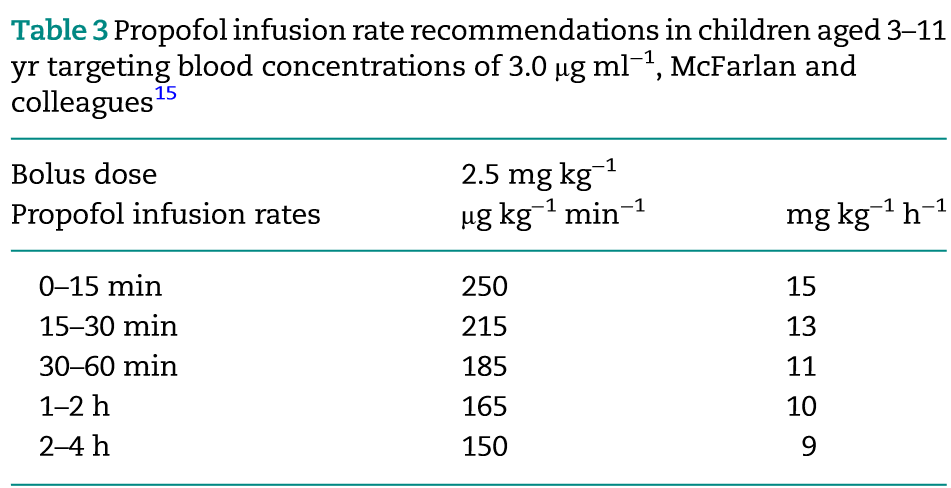 Table 3 Propofol infusion rate recommendations in children aged 3–11
yr targeting blood concentrations of 3.0 μg ml⁻¹, McFarlan and
colleagues¹⁵
Bolus dose 2.5 mg kg⁻¹
Propofol infusion rates μg kg⁻¹ min⁻¹ mg kg⁻¹ h⁻¹
0–15 min 250 15
15–30 min 215 13
30–60 min 185 11
1–2 h 165 10
2–4 h 150 9